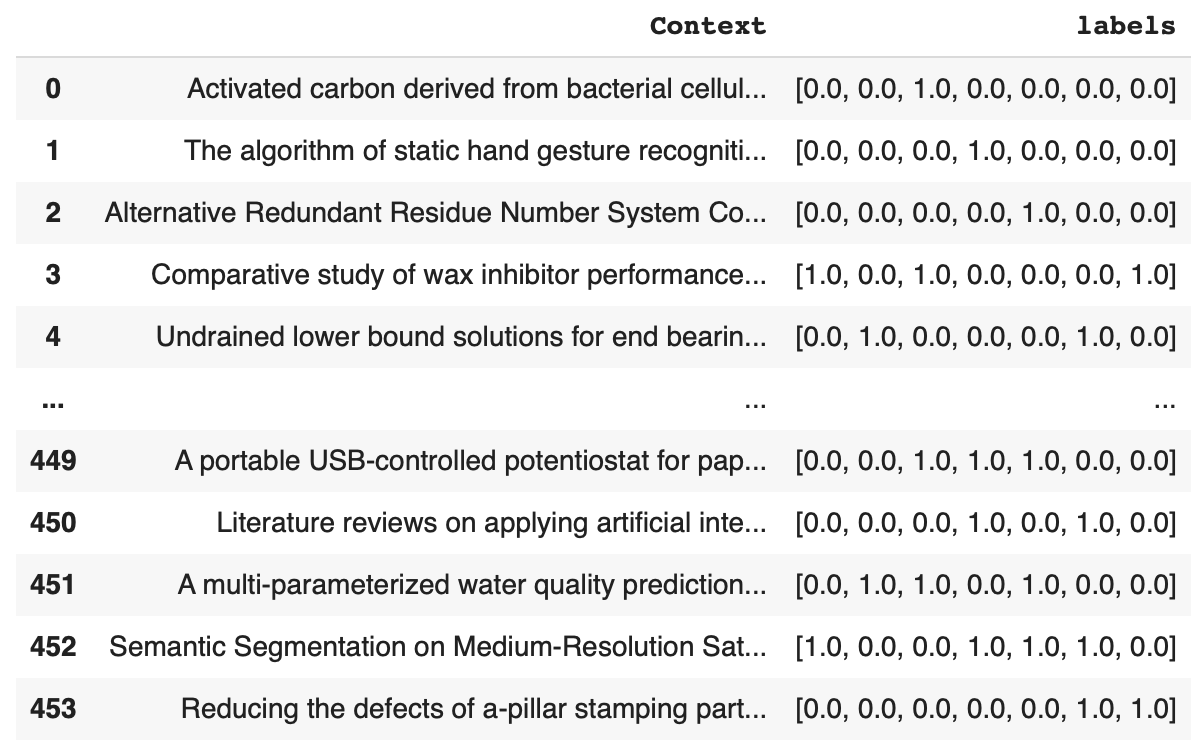 Context labels
0 Activated carbon derived from bacterial cellul... [0.0, 0.0, 1.0, 0.0, 0.0, 0.0, 0.0]
1 The algorithm of static hand gesture recogniti... [0.0, 0.0, 0.0, 1.0, 0.0, 0.0, 0.0]
2 Alternative Redundant Residue Number System Co... [0.0, 0.0, 0.0, 0.0, 1.0, 0.0, 0.0]
3 Comparative study of wax inhibitor performance... [1.0, 0.0, 1.0, 0.0, 0.0, 0.0, 1.0]
4 Undrained lower bound solutions for end bearin... [0.0, 1.0, 0.0, 0.0, 0.0, 1.0, 0.0]
... ... ...
449 A portable USB-controlled potentiostat for pap... [0.0, 0.0, 1.0, 1.0, 1.0, 0.0, 0.0]
450 Literature reviews on applying artificial inte... [0.0, 0.0, 0.0, 1.0, 0.0, 1.0, 0.0]
451 A multi-parameterized water quality prediction... [0.0, 1.0, 1.0, 0.0, 1.0, 0.0, 0.0]
452 Semantic Segmentation on Medium-Resolution Sat... [1.0, 0.0, 0.0, 1.0, 1.0, 1.0, 0.0]
453 Reducing the defects of a-pillar stamping part... [0.0, 0.0, 0.0, 0.0, 0.0, 1.0, 1.0]